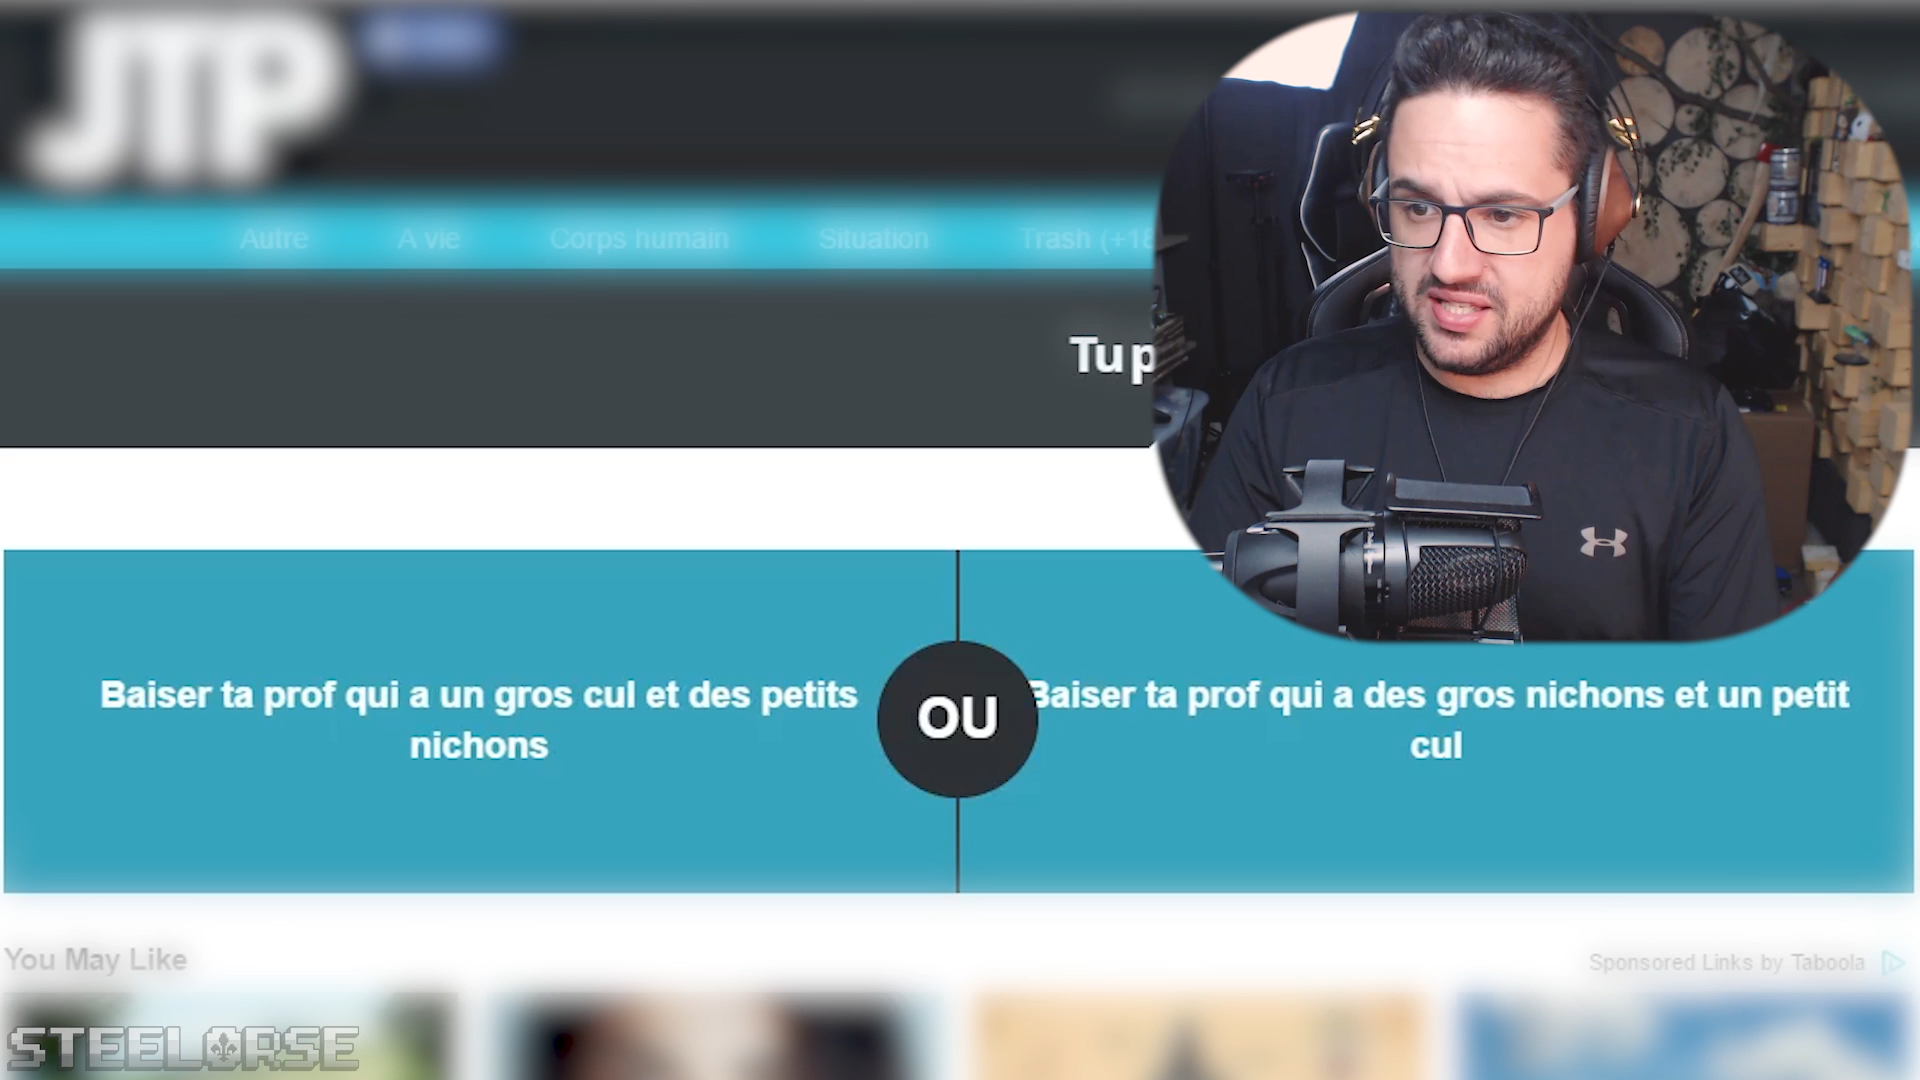 JTP
Autre
A vie
Corps humain
Situation
Trash (+18
Tu p
Baiser ta prof qui a un gros cul et des petits
nichons
OU
Baiser ta prof qui a des gros nichons et un petit
cul
You May Like
Sponsored Links by Taboola
STEELORSE